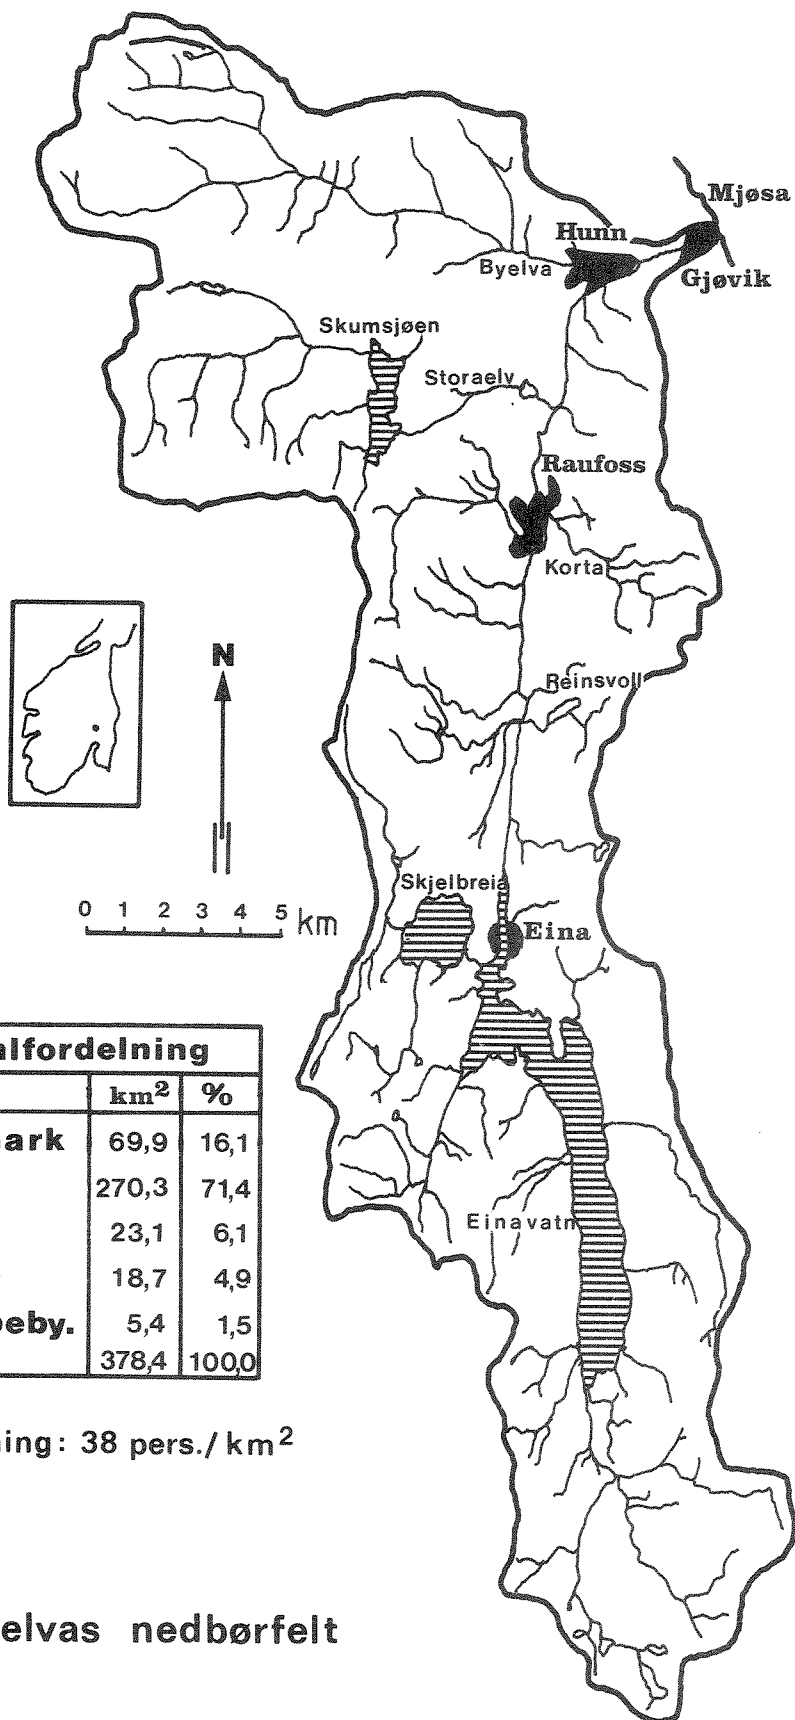 Mjøsa
Hunn
Byelva
Gjøvik
Skumsjøen
Storaelv
Raufoss
Korta
N
Reinsvoll
Skjelbreia
0 1 2 3 4 5 km
Eina
alfordelning
km² %
ark 69,9 16,1
270,3 71,4
23,1 6,1
18,7 4,9
beby. 5,4 1,5
378,4 100,0
Einavatn
ning: 38 pers./km²
elvas nedbørfelt